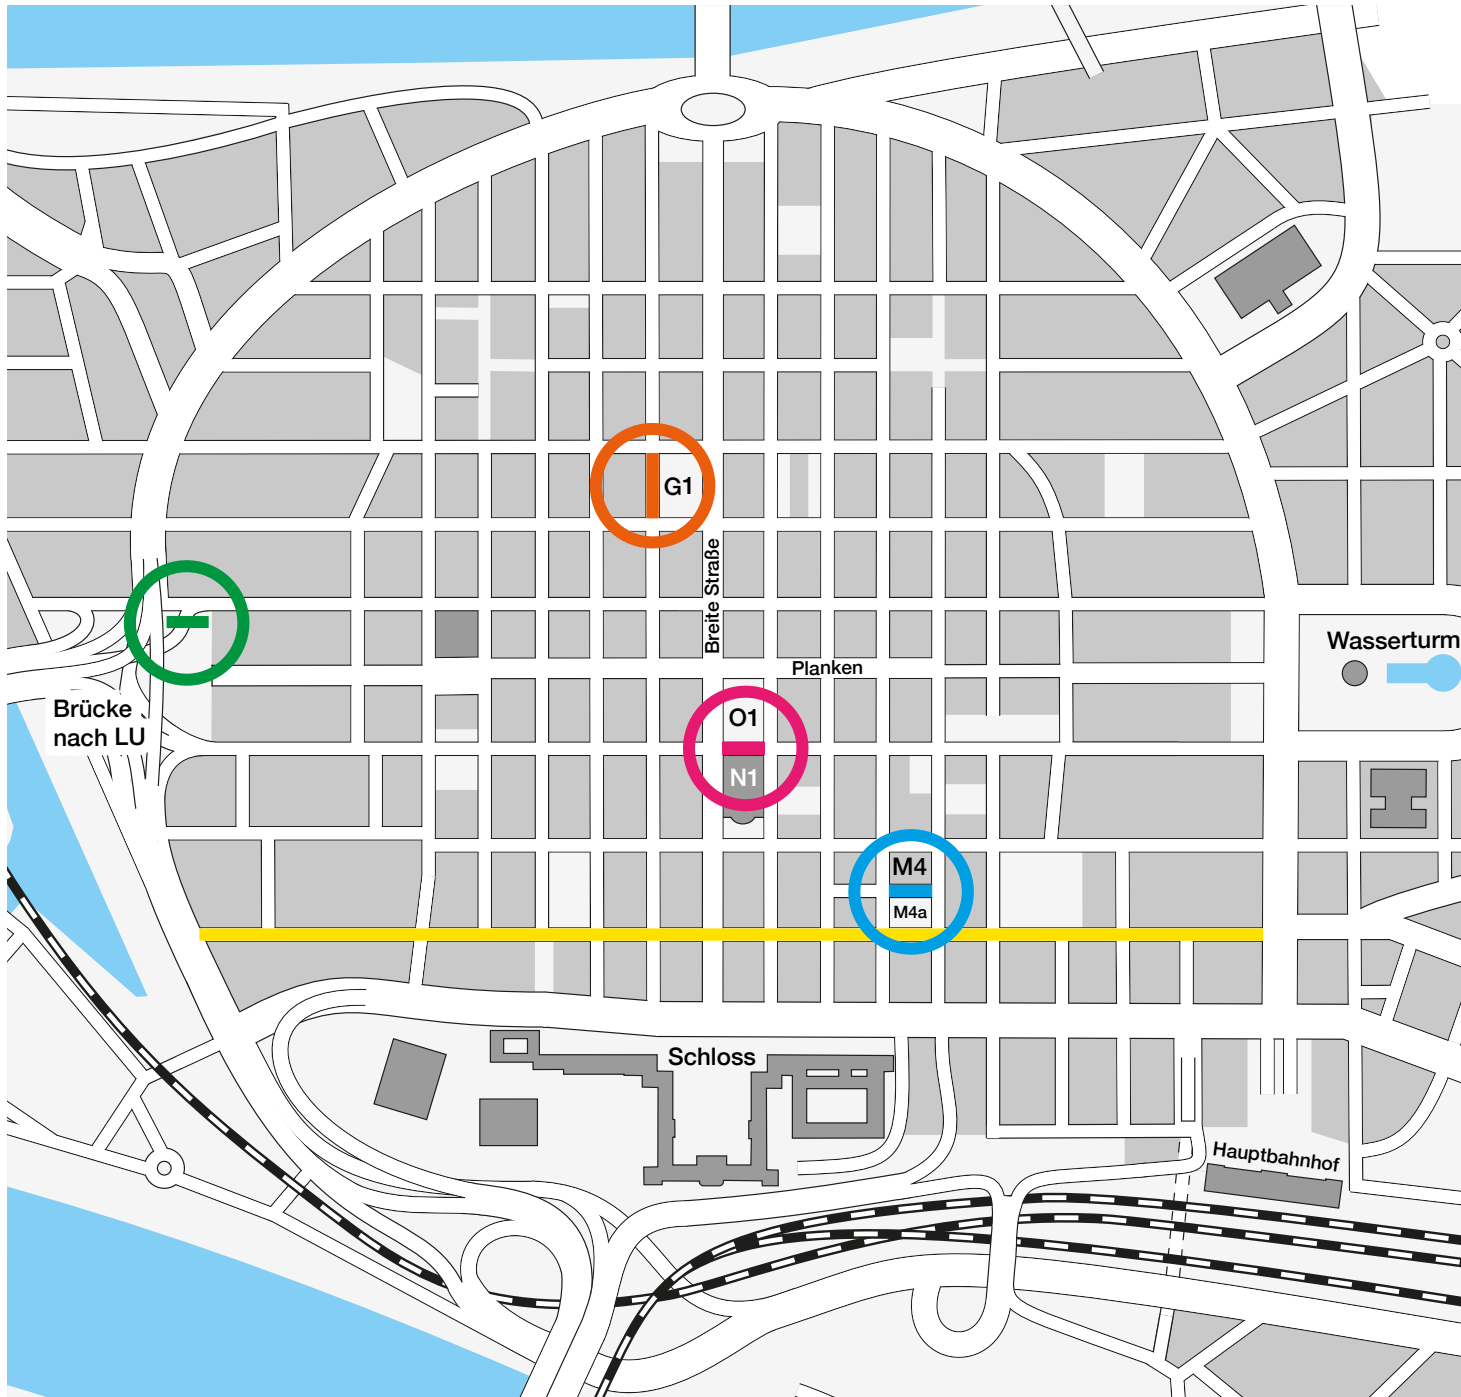 G1
Breite Straße
Wasserturm
Planken
Brücke
nach LU
O1
N1
M4
M4a
Schloss
Hauptbahnhof